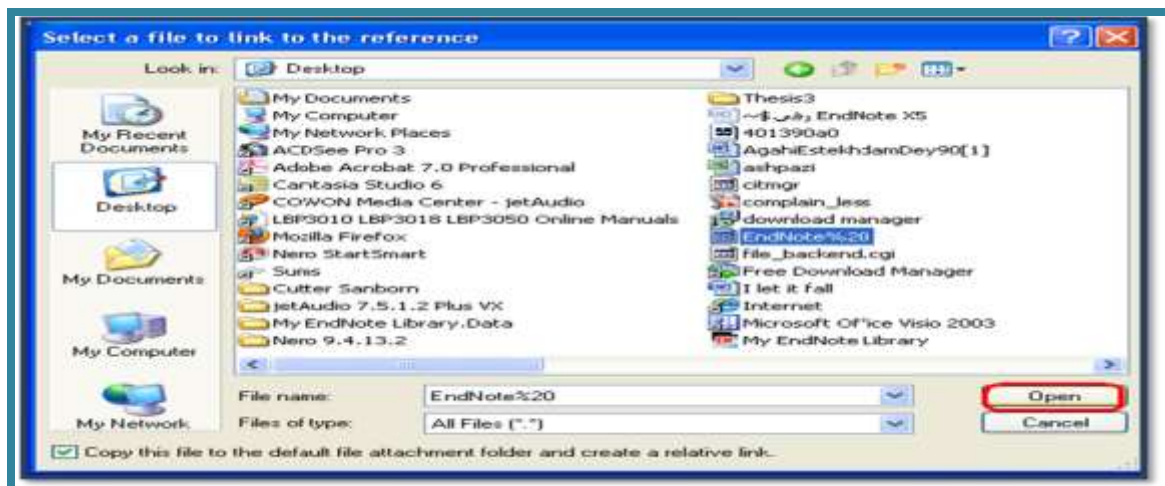 Select a file to link to the reference
Look in: Desktop
My Recent Documents
Desktop
My Documents
My Computer
My Network
My Documents
My Computer
My Network Places
ACDSee Pro 3
Adobe Acrobat 7.0 Professional
Camtasia Studio 6
COWON Media Center - jetAudio
LBP3010 LBP3018 LBP3050 Online Manuals
Mozilla Firefox
Nero StartSmart
Sums
Cutter Sanborn
jetAudio 7.5.1.2 Plus VX
My EndNote Library.Data
Nero 9.4.13.2
Thesis3
EndNote X5
401390a0
AgahiEstekhdamDey90[1]
ashpazi
citmgr
complain_less
download manager
EndNote%20
file_backend.cgi
Free Download Manager
I let it fall
Internet
Microsoft Office Visio 2003
My EndNote Library
File name: EndNote%20
Open
Files of type: All Files (*.*)
Cancel
Copy this file to the default file attachment folder and create a relative link.